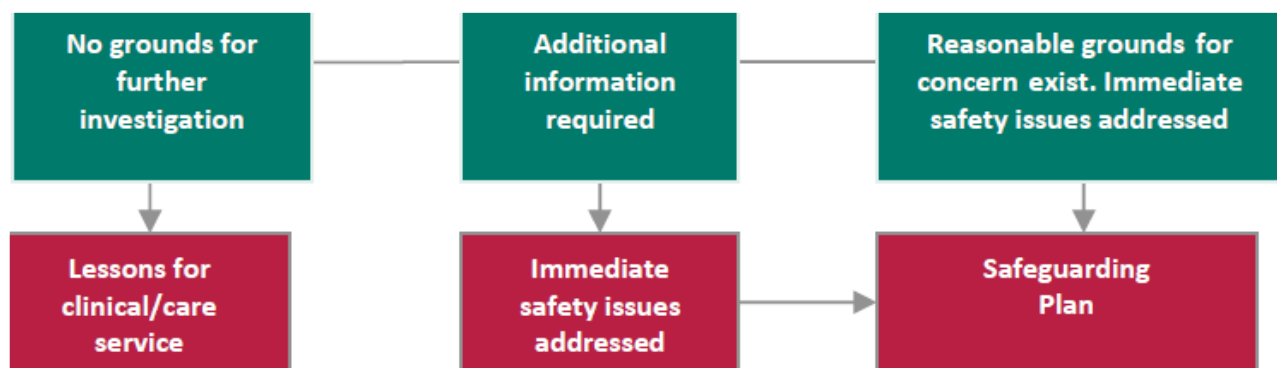 No grounds for
further
investigation
Additional
information
required
Reasonable grounds for
concern exist. Immediate
safety issues addressed
Lessons for
clinical/care
service
Immediate
safety issues
addressed
Safeguarding
Plan